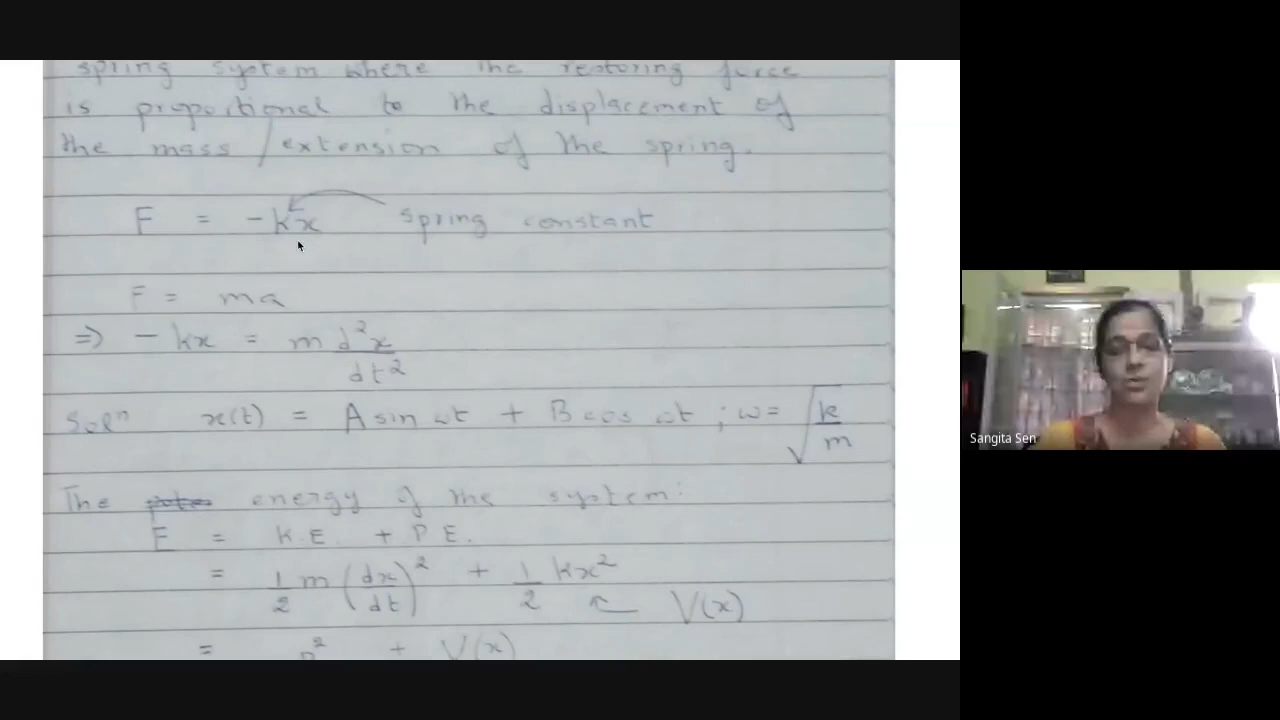 spring system where the restoring force
is proportional to the displacement of
the mass / extension of the spring.
F = -kx spring constant
F = ma
⇒ - kx = m d²x
dt²
Solⁿ x(t) = A sin ωt + B cos ωt ; ω = √k
m
The energy of the system:
E = K.E. + P.E.
= 1/2 m (dx/dt)² + 1/2 kx²
V(x)
= p² + V(x)
Sangita Sen